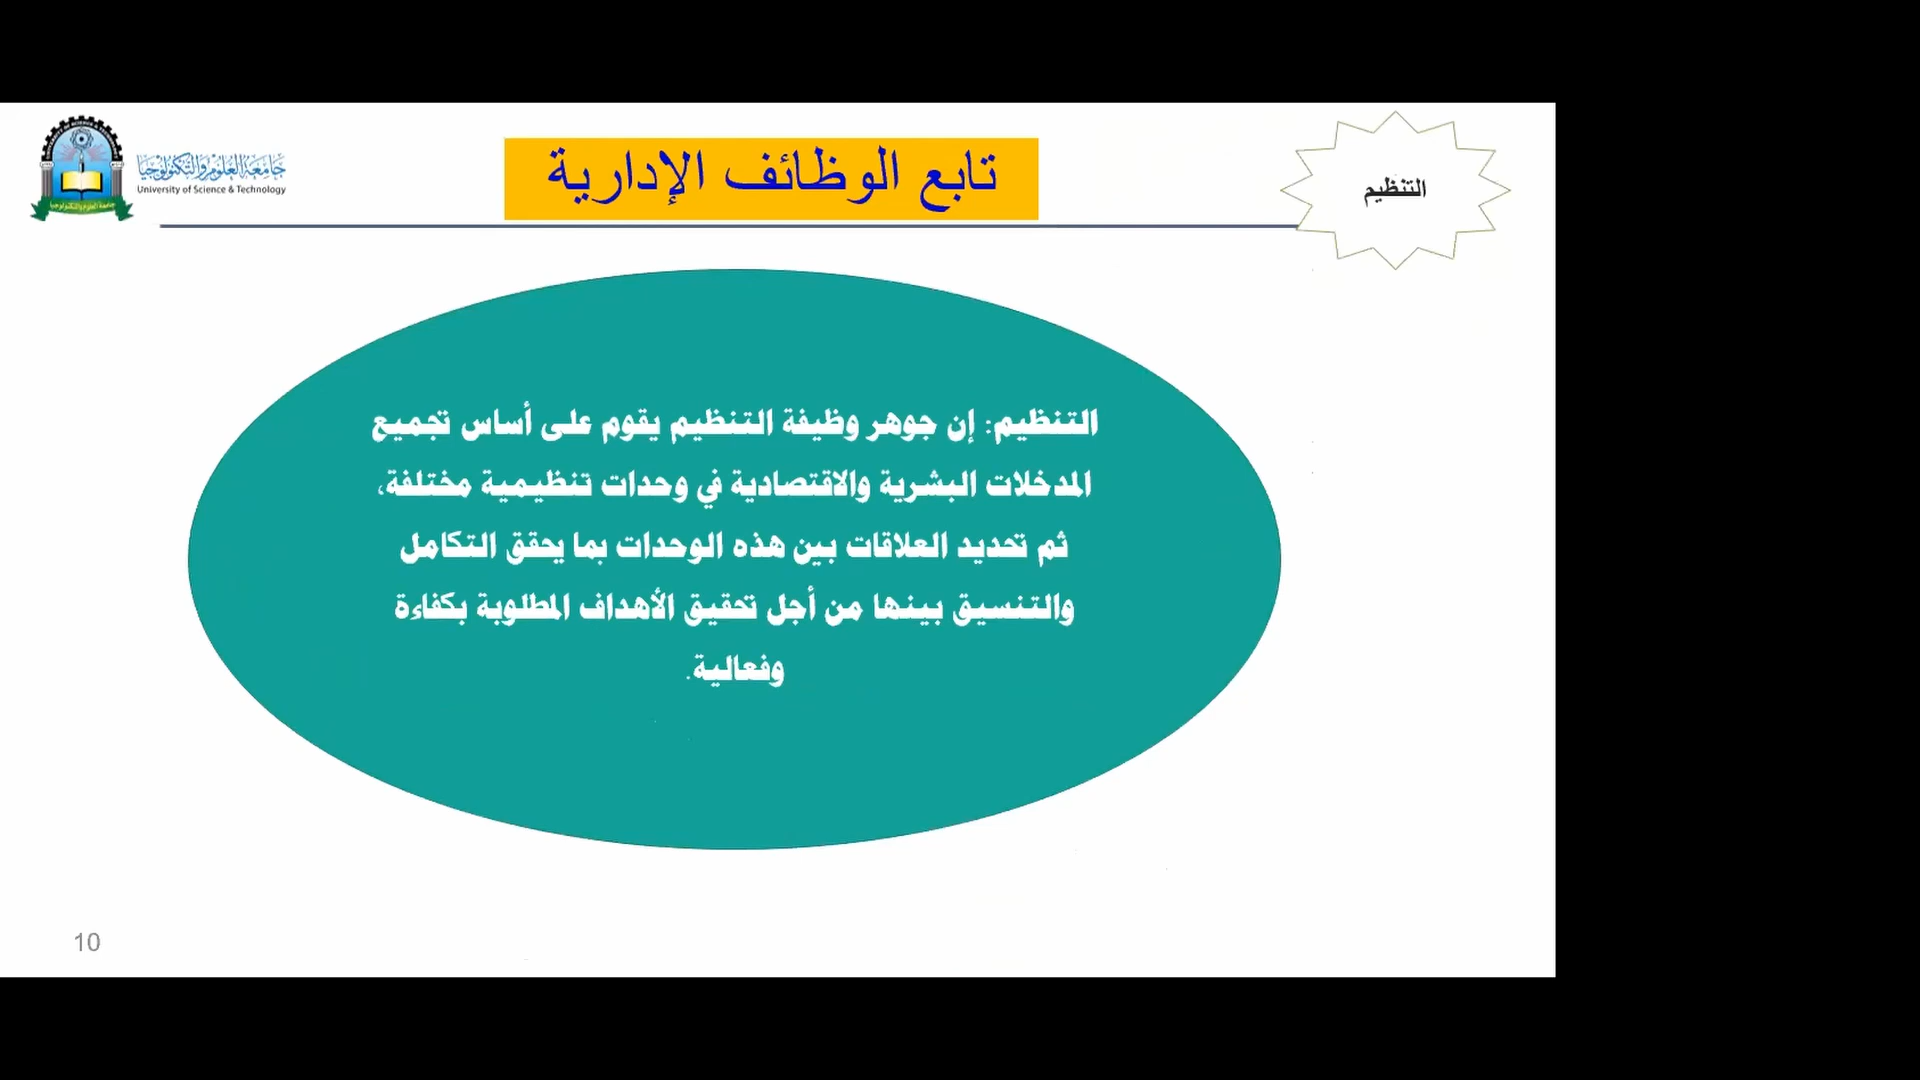 جامعة العلوم والتكنولوجيا
University of Science & Technology
تابع الوظائف الإدارية
التنظيم
التنظيم: إن جوهر وظيفة التنظيم يقوم على أساس تجميع
المدخلات البشرية والاقتصادية في وحدات تنظيمية مختلفة،
ثم تحديد العلاقات بين هذه الوحدات بما يحقق التكامل
والتنسيق بينها من أجل تحقيق الأهداف المطلوبة بكفاءة
وفعالية.
10